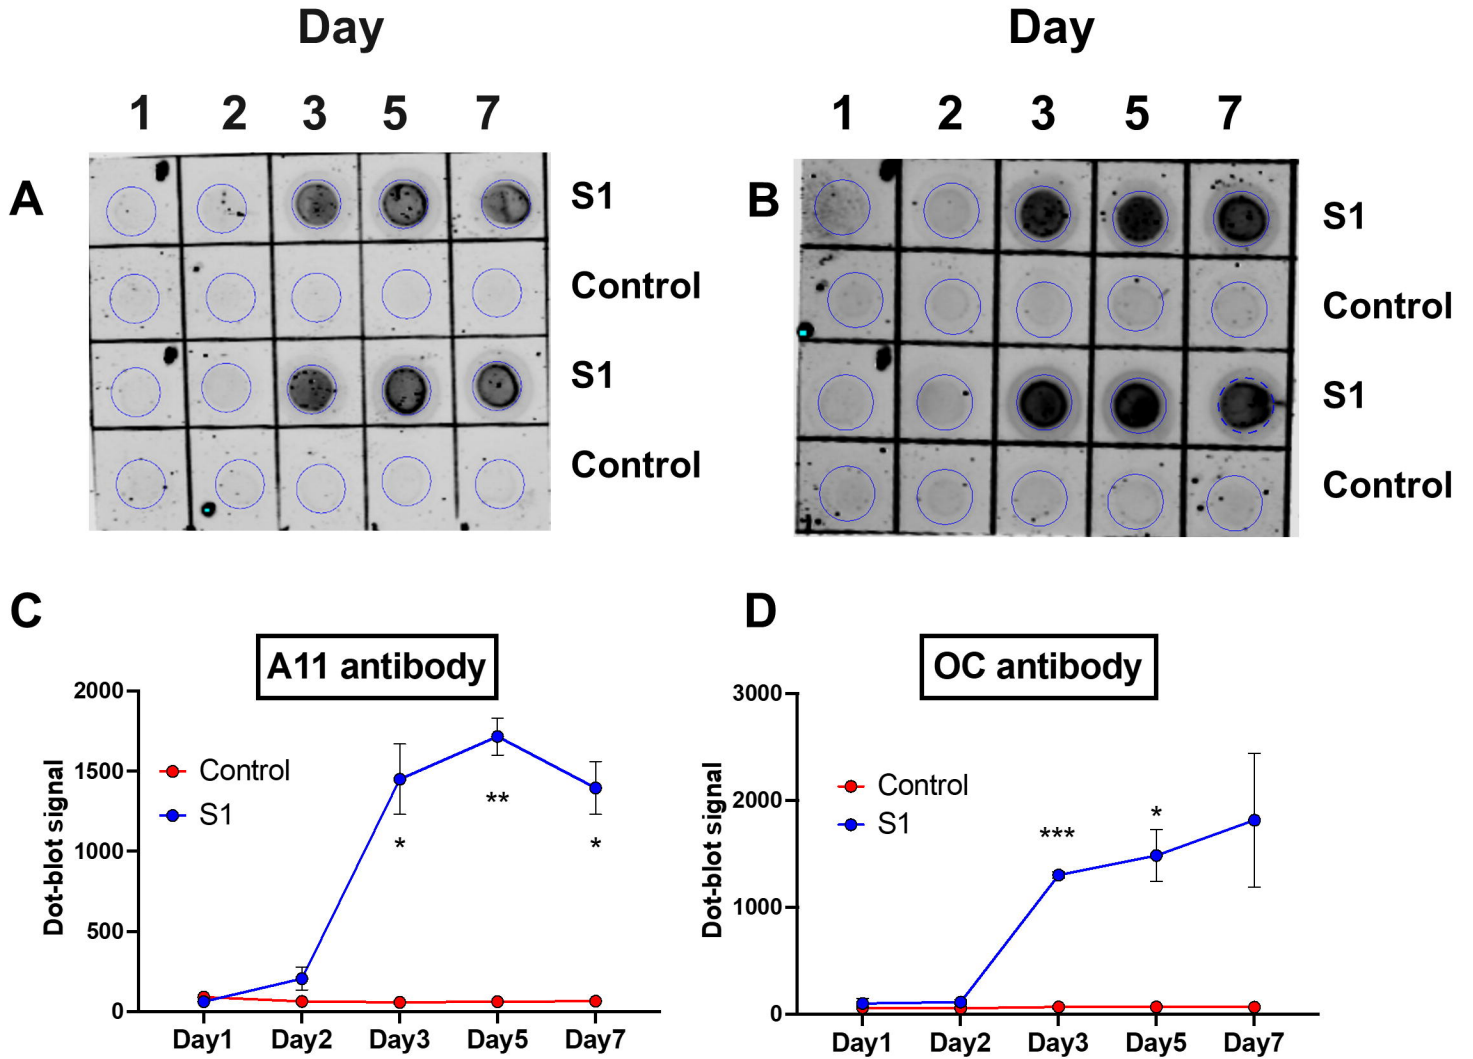 Day
Day
1 2 3 5 7
1 2 3 5 7
A
S1
Control
S1
Control
B
S1
Control
S1
Control
C
A11 antibody
Dot-blot signal
2000
1500
1000
500
0
Control
S1
*
**
*
Day1 Day2 Day3 Day5 Day7
D
OC antibody
Dot-blot signal
3000
2000
1000
0
Control
S1
***
*
Day1 Day2 Day3 Day5 Day7